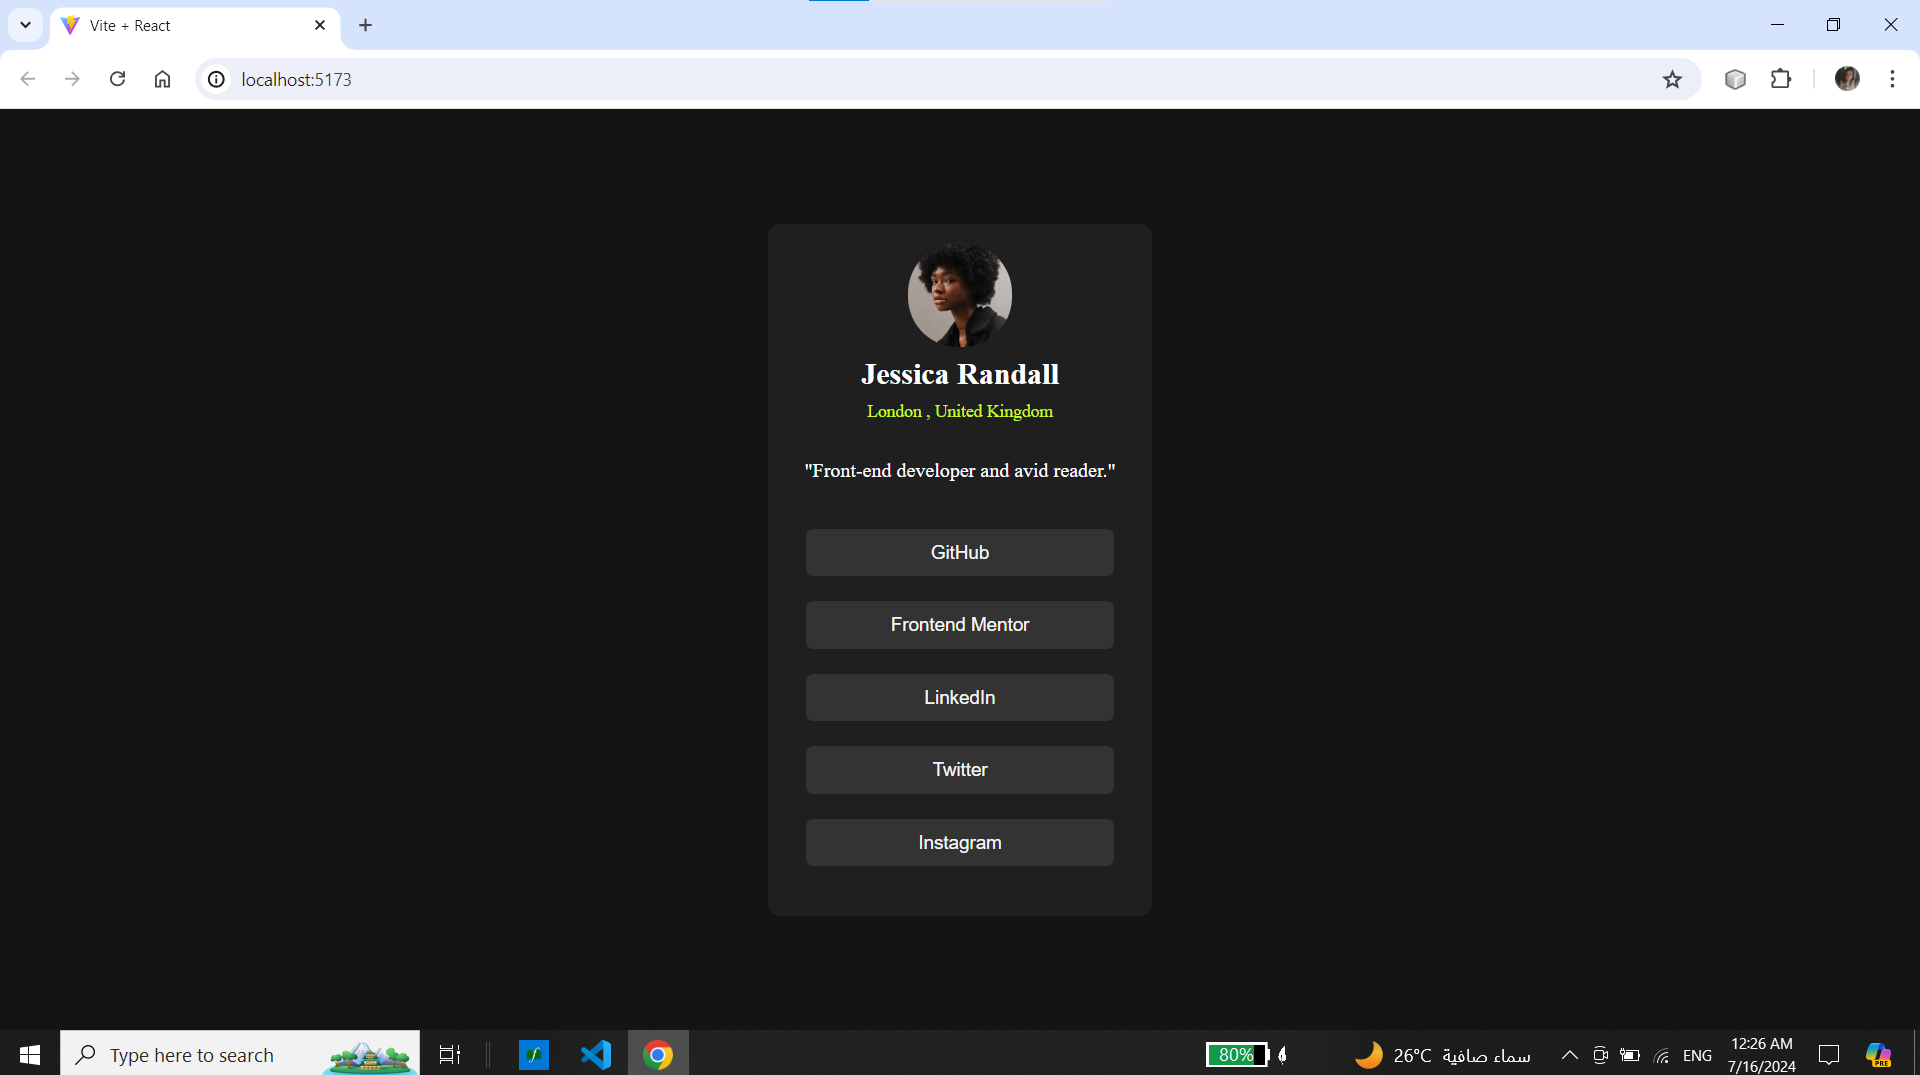 Vite + React
localhost:5173
Jessica Randall
London , United Kingdom
"Front-end developer and avid reader."
GitHub
Frontend Mentor
LinkedIn
Twitter
Instagram
Type here to search
80%
26°C سماء صافية
ENG
12:26 AM
7/16/2024
PRE